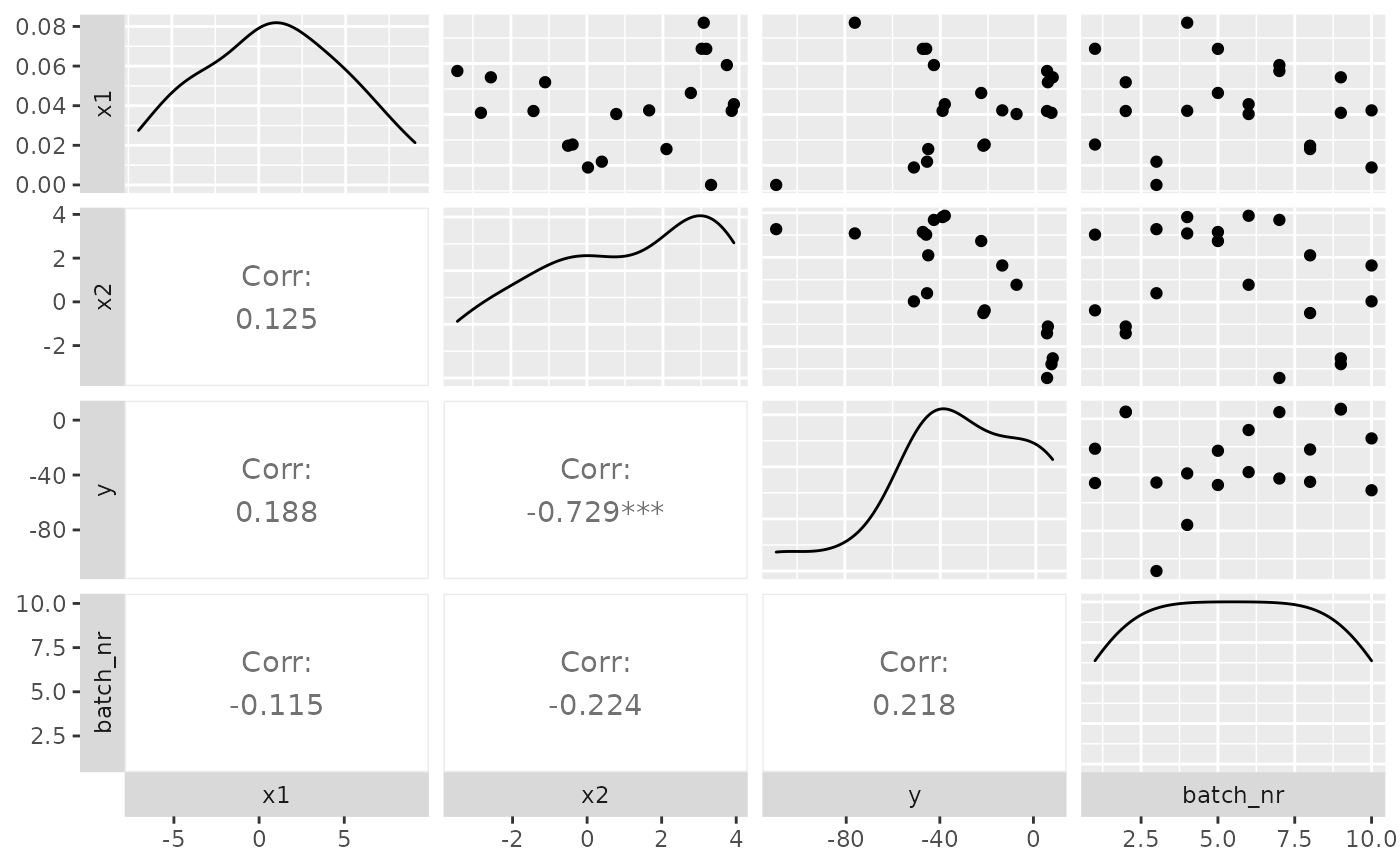 0.08
0.06
0.04
0.02
0.00
x1
4
2
0
-2
x2
Corr:
0.125
0
-40
-80
y
Corr:
0.188
Corr:
-0.729***
10.0
7.5
5.0
2.5
batch_nr
Corr:
-0.115
Corr:
-0.224
Corr:
0.218
x1 x2 y batch_nr
-5 0 5 -2 0 2 4 -80 -40 0 2.5 5.0 7.5 10.0